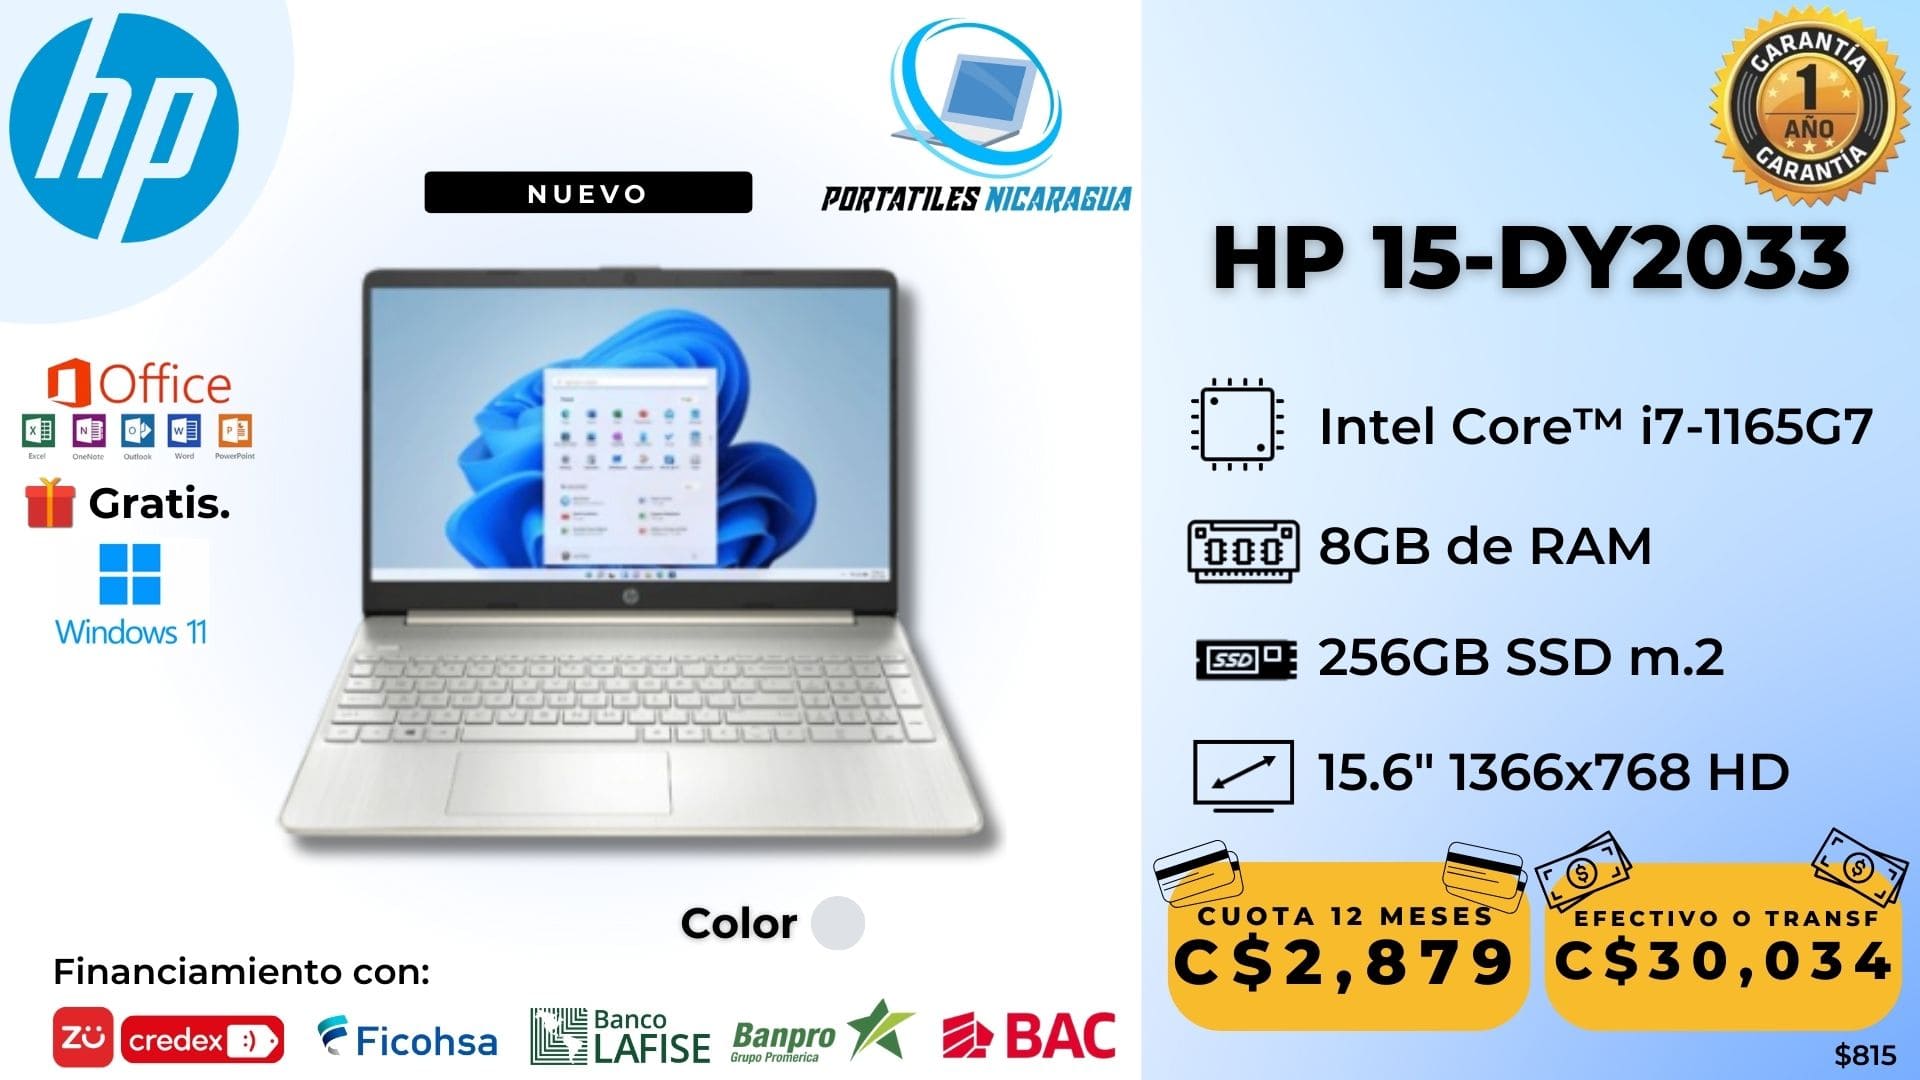 hp
NUEVO
PORTATILES NICARAGUA
Office
Excel OneNote Outlook Word PowerPoint
Gratis.
Windows 11
Color
Financiamiento con:
ZU credex :)
Ficohsa
Banco
LAFISE
Banpro
Grupo Promerica
BAC
GARANTÍA
1
AÑO
GARANTÍA
HP 15-DY2033
Intel Core™ i7-1165G7
8GB de RAM
SSD 256GB SSD m.2
15.6" 1366x768 HD
CUOTA 12 MESES
C$2,879
EFECTIVO O TRANSF
C$30,034
$815